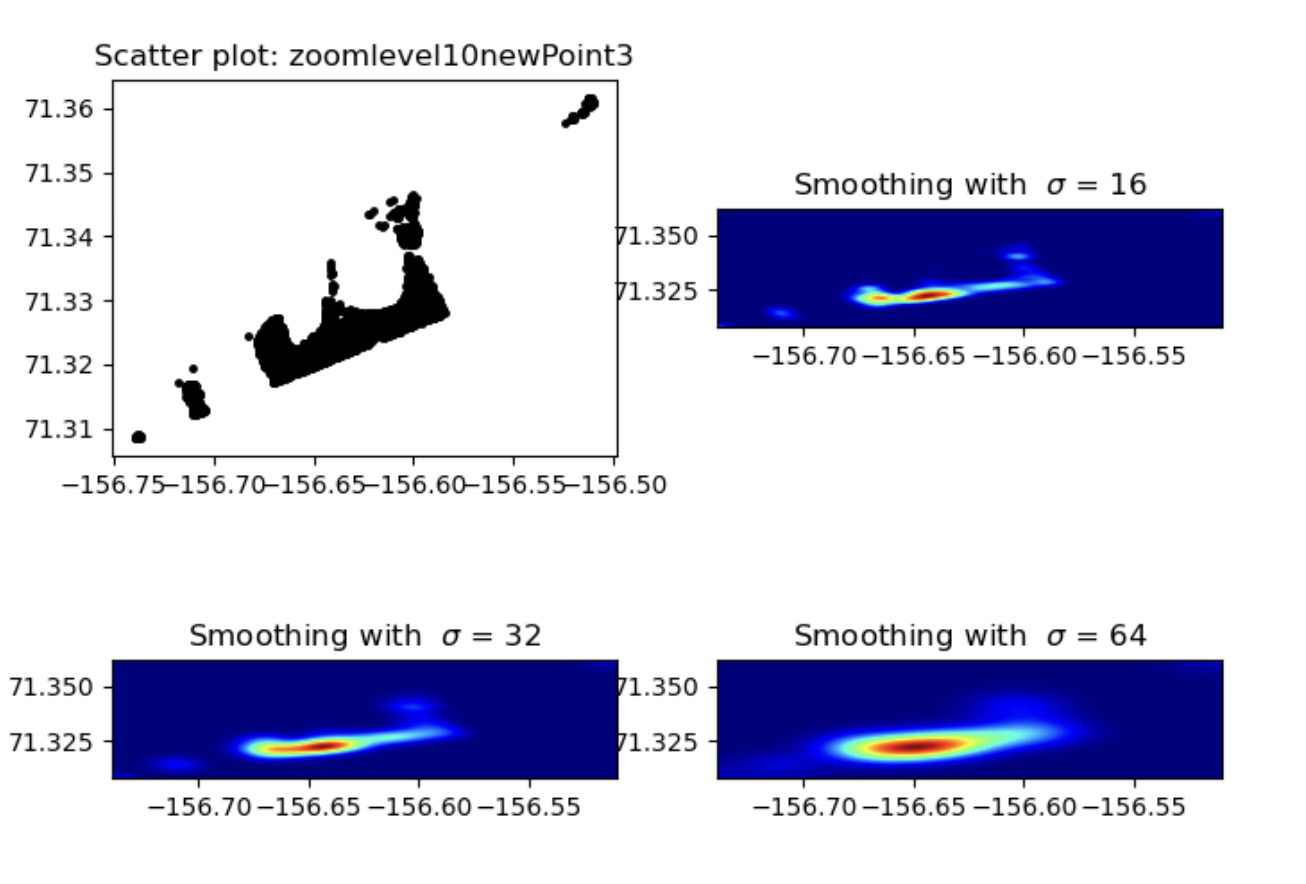 Scatter plot: zoomlevel10newPoint3
71.36
71.35
71.34
71.33
71.32
71.31
−156.75 −156.70 −156.65 −156.60 −156.55 −156.50
Smoothing with σ = 16
71.350
71.325
−156.70 −156.65 −156.60 −156.55
Smoothing with σ = 32
71.350
71.325
−156.70 −156.65 −156.60 −156.55
Smoothing with σ = 64
71.350
71.325
−156.70 −156.65 −156.60 −156.55